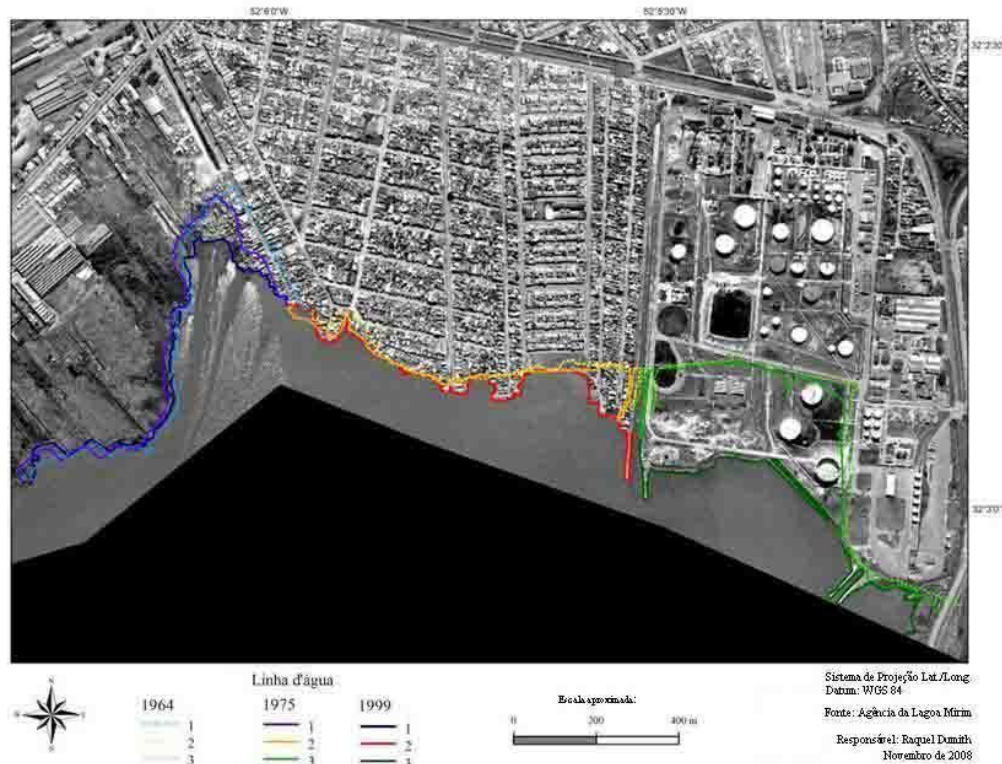 52°6'0"W
52°5'30"W
32°2'30
32°3'0"
Linha d'água
1964
1
2
3
1975
1
2
3
1999
1
2
3
Escala aproximada:
0 200 400 m
Sistema de Projeção Lat./Long
Datum: WGS 84
Fonte: Agência da Lagoa Mirim
Responsável: Raquel Dumith
Novembro de 2008